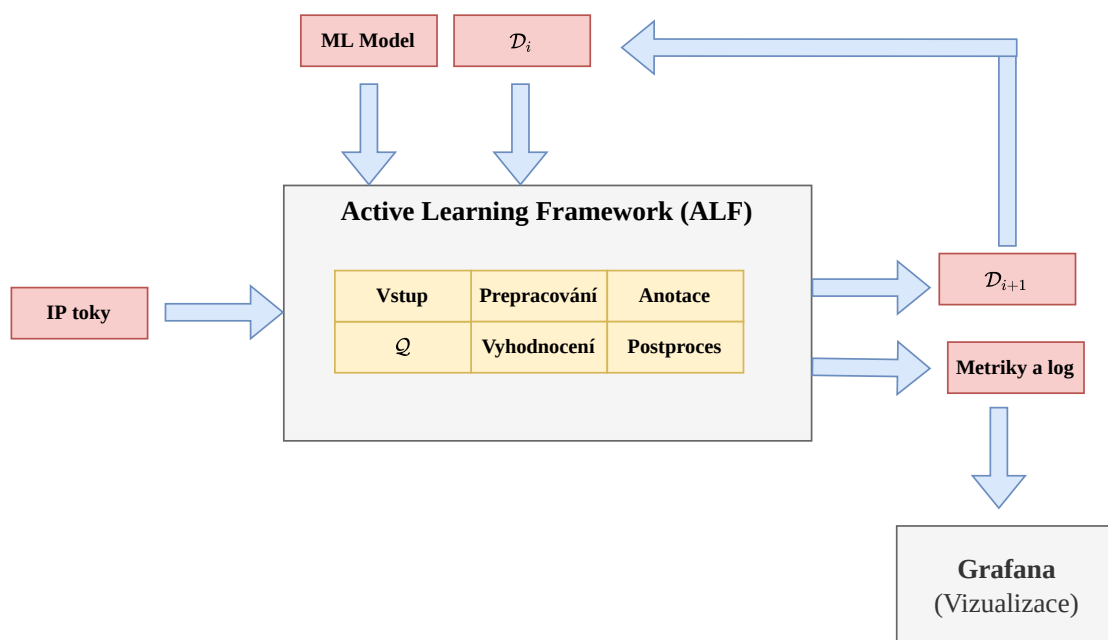 ML Model
𝒟ᵢ
Active Learning Framework (ALF)
Vstup
Prepracování
Anotace
𝒬
Vyhodnocení
Postproces
IP toky
𝒟ᵢ₊₁
Metriky a log
Grafana
(Vizualizace)